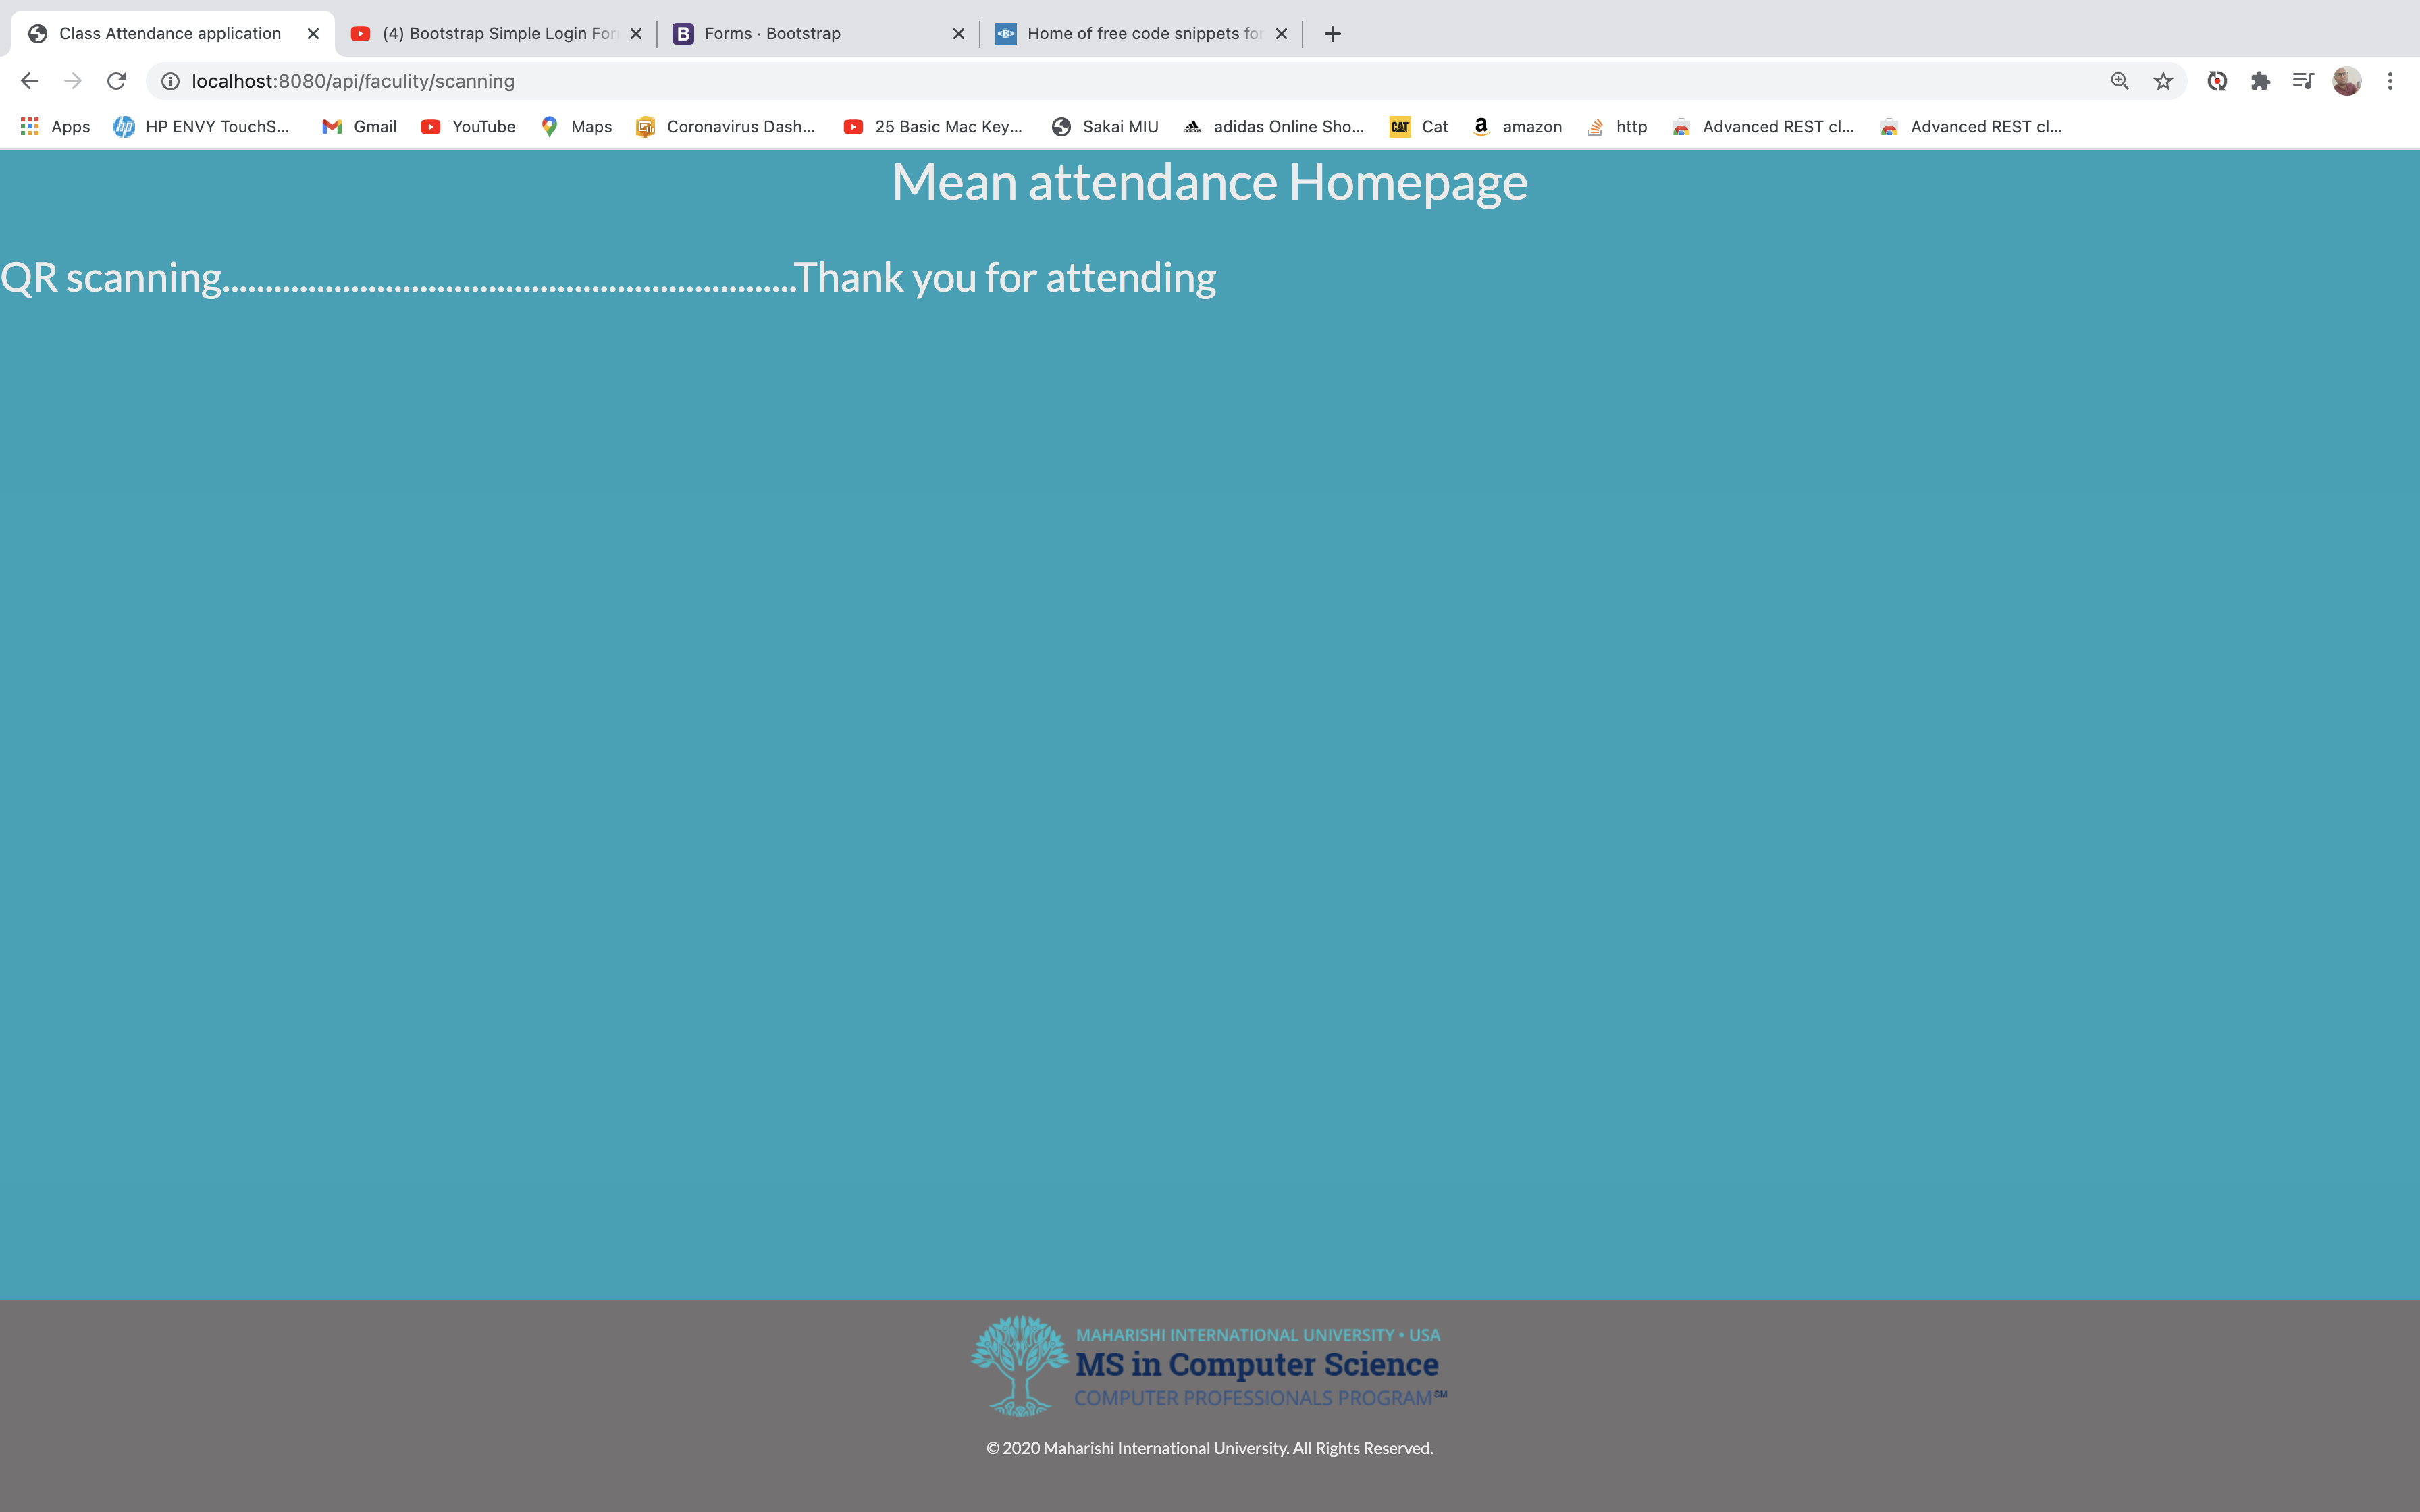 Class Attendance application
(4) Bootstrap Simple Login For
Forms · Bootstrap
<B>
Home of free code snippets for
localhost:8080/api/faculity/scanning
Apps
hp
HP ENVY TouchS...
Gmail
YouTube
Maps
Coronavirus Dash...
25 Basic Mac Key...
Sakai MIU
adidas Online Sho...
CAT
Cat
amazon
http
Advanced REST cl...
Advanced REST cl...
Mean attendance Homepage
QR scanning...................................................................Thank you for attending
MAHARISHI INTERNATIONAL UNIVERSITY • USA
MS in Computer Science
COMPUTER PROFESSIONALS PROGRAM℠
© 2020 Maharishi International University. All Rights Reserved.